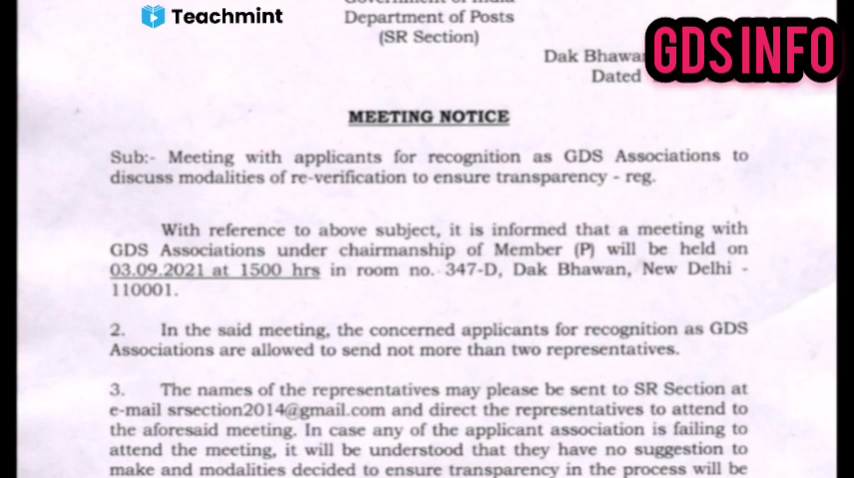 Teachmint
Government of India
Department of Posts
(SR Section)
GDS INFO
Dak Bhawan
Dated
MEETING NOTICE
Sub:- Meeting with applicants for recognition as GDS Associations to
discuss modalities of re-verification to ensure transparency - reg.
With reference to above subject, it is informed that a meeting with
GDS Associations under chairmanship of Member (P) will be held on
03.09.2021 at 1500 hrs in room no. 347-D, Dak Bhawan, New Delhi -
110001.
2. In the said meeting, the concerned applicants for recognition as GDS
Associations are allowed to send not more than two representatives.
3. The names of the representatives may please be sent to SR Section at
e-mail srsection2014@gmail.com and direct the representatives to attend to
the aforesaid meeting. In case any of the applicant association is failing to
attend the meeting, it will be understood that they have no suggestion to
make and modalities decided to ensure transparency in the process will be